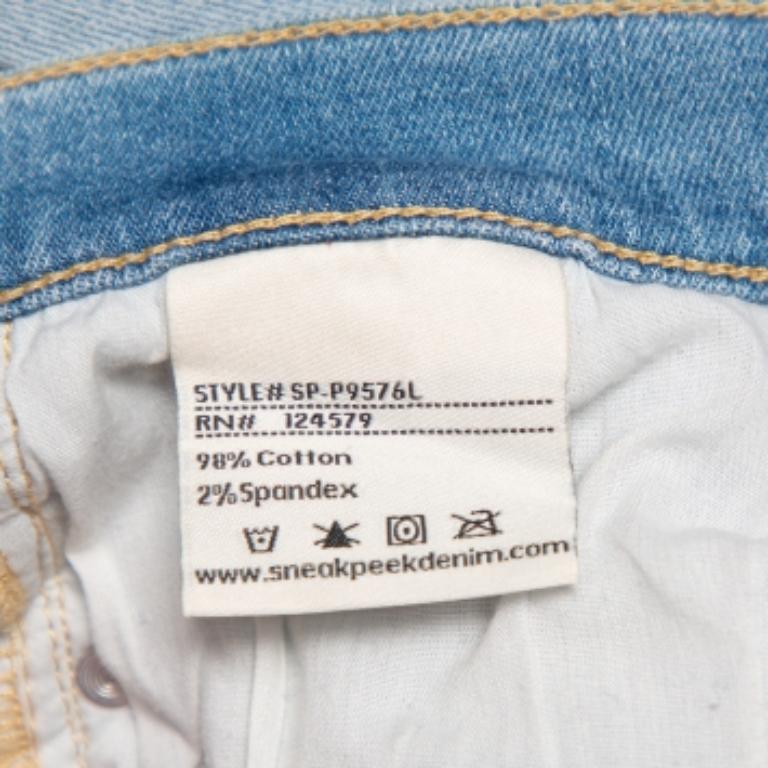 STYLE# SP-P9576L
RN# 124579
98% Cotton
2% Spandex
www.sneakpeekdenim.com